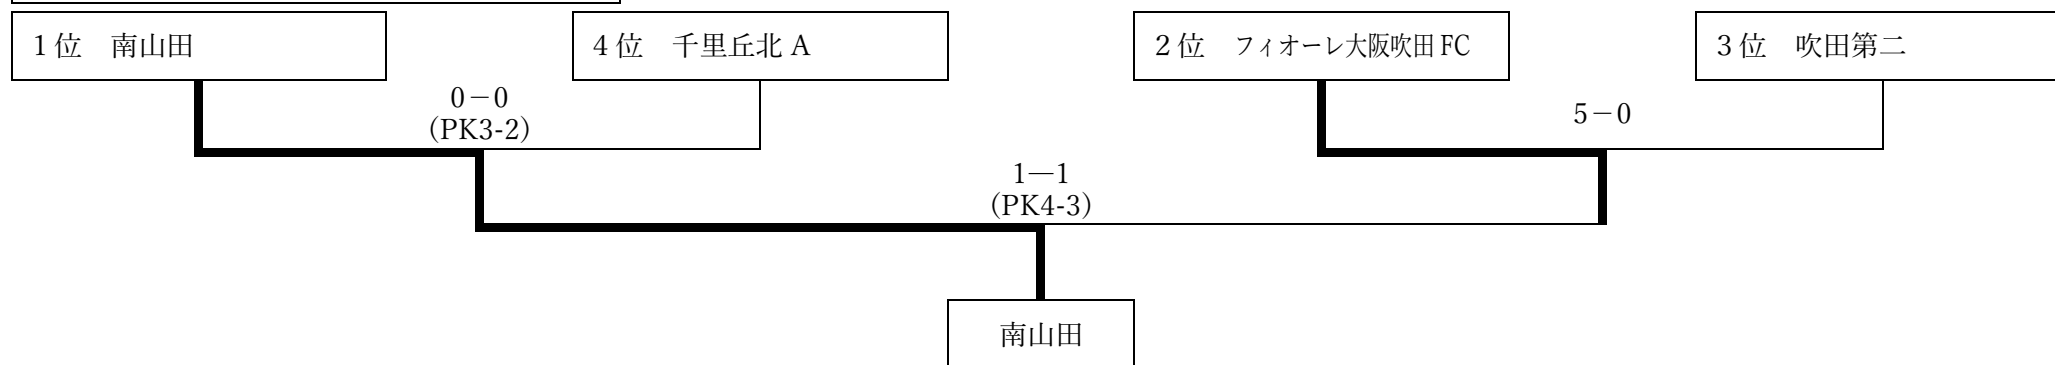 １位　南山田
４位　千里丘北 A
２位　フィオーレ大阪吹田 FC
３位　吹田第二
0－0
(PK3-2)
5－0
1―1
(PK4-3)
南山田